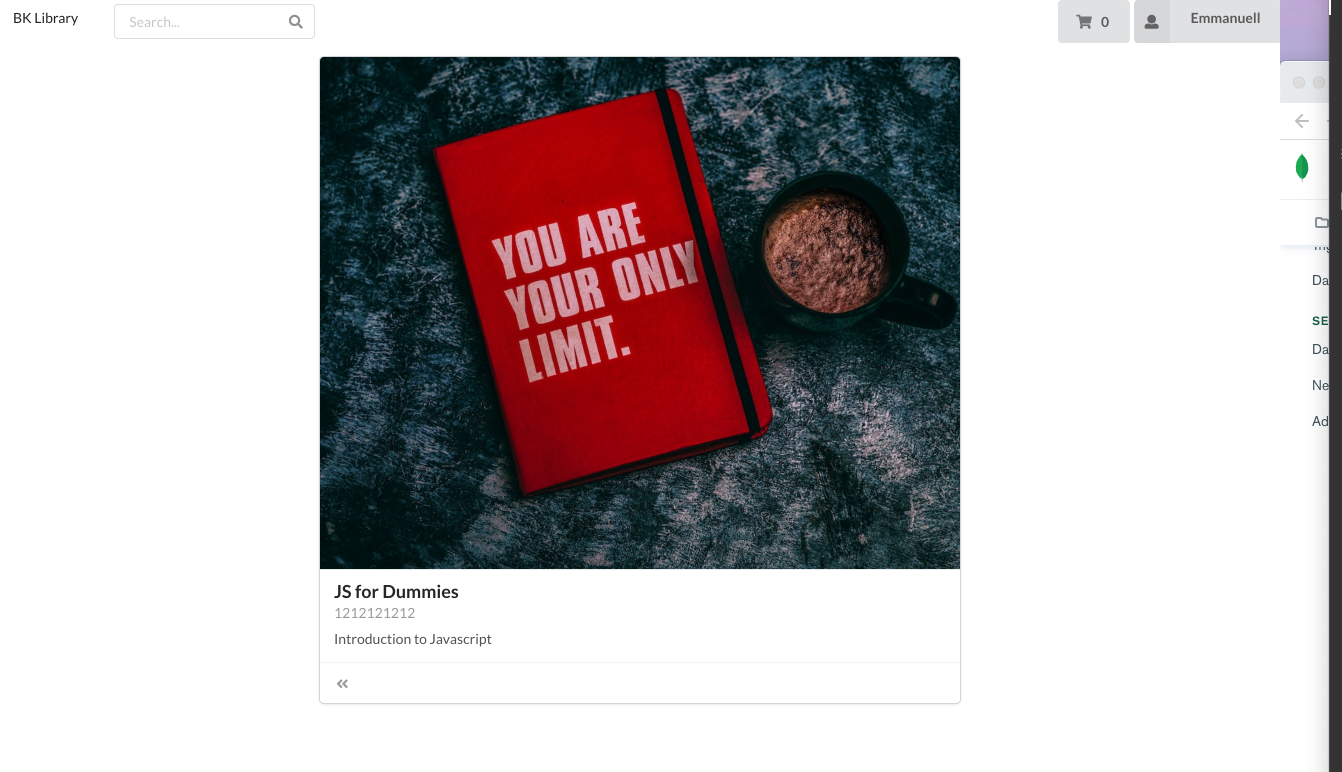 BK Library
Search...
0
Emmanuell
YOU ARE
YOUR ONLY
LIMIT.
JS for Dummies
1212121212
Introduction to Javascript
Da
SE
Da
Ne
Ad